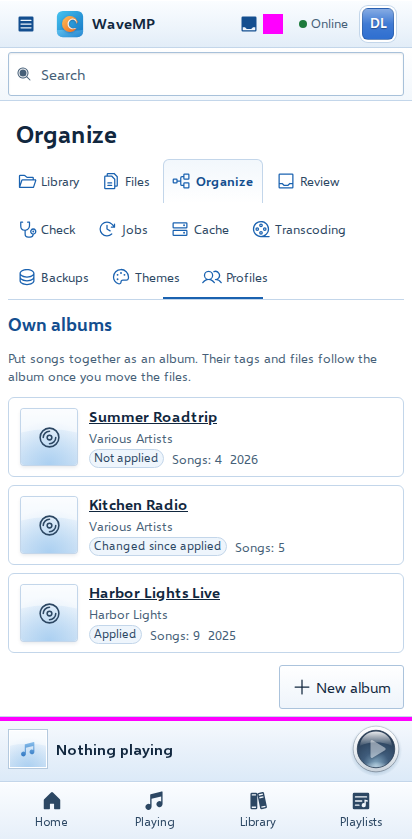 WaveMP
Online
DL
Search
Organize
Library
Files
Organize
Review
Check
Jobs
Cache
Transcoding
Backups
Themes
Profiles
Own albums
Put songs together as an album. Their tags and files follow the
album once you move the files.
Summer Roadtrip
Various Artists
Not applied Songs: 4 2026
Kitchen Radio
Various Artists
Changed since applied Songs: 5
Harbor Lights Live
Harbor Lights
Applied Songs: 9 2025
New album
Nothing playing
Home
Playing
Library
Playlists